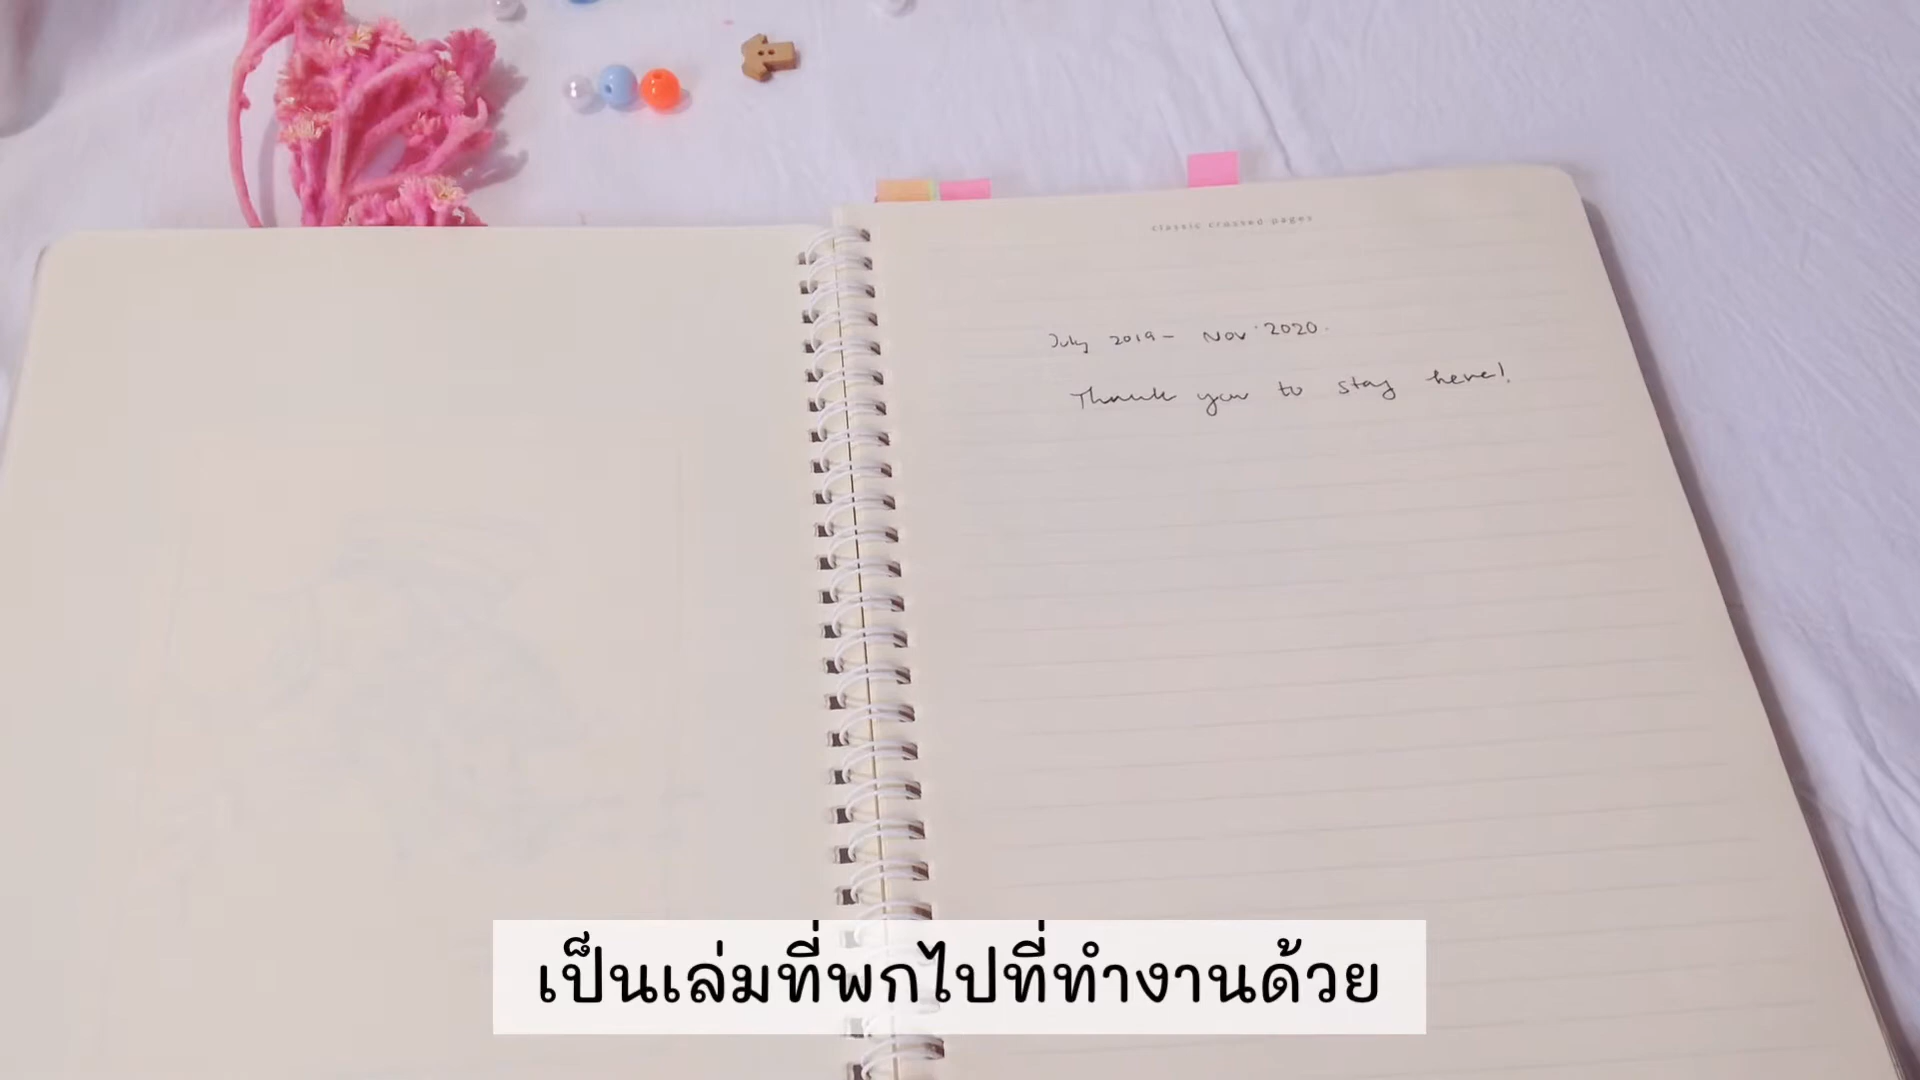 classic crossed pages
July 2019 - Nov 2020.
Thank you to stay here!
เป็นเล่มที่พกไปที่ทำงานด้วย